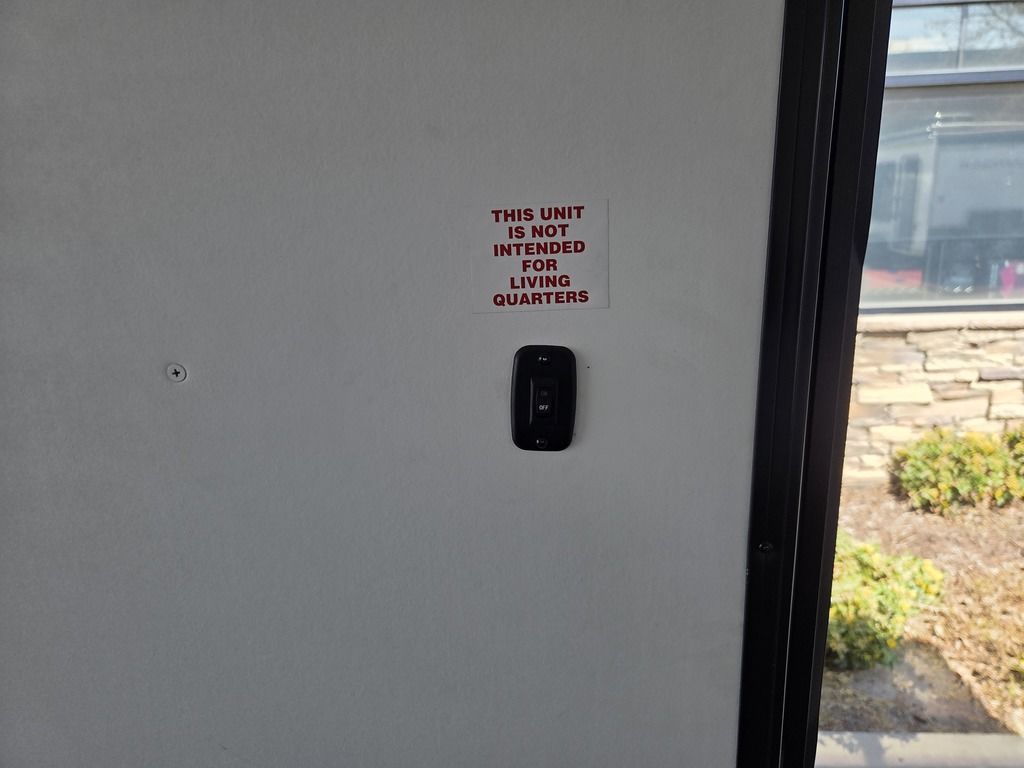 THIS UNIT
IS NOT
INTENDED
FOR
LIVING
QUARTERS
OFF